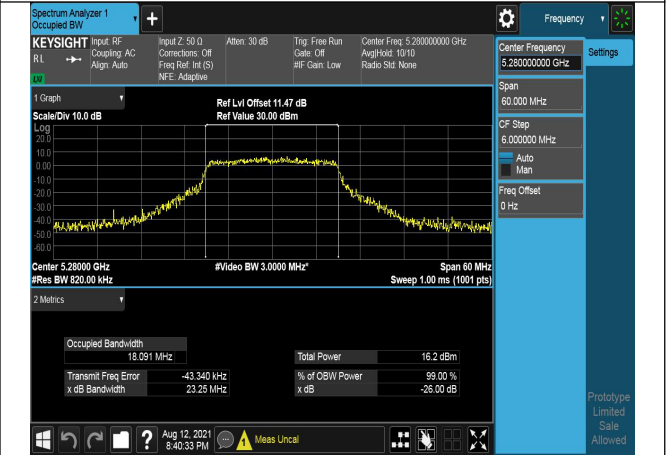 Spectrum Analyzer 1
Occupied BW
Frequency
KEYSIGHT
RL
Input: RF
Coupling: AC
Align: Auto
Input Z: 50 Ω
Corrections: Off
Freq Ref: Int (S)
NFE: Adaptive
Atten: 30 dB
Trig: Free Run
Gate: Off
#IF Gain: Low
Center Freq: 5.280000000 GHz
Avg|Hold: 10/10
Radio Std: None
Center Frequency
5.280000000 GHz
Settings
Span
60.000 MHz
CF Step
6.000000 MHz
Auto
Man
Freq Offset
0 Hz
1 Graph
Scale/Div 10.0 dB
Ref Lvl Offset 11.47 dB
Ref Value 30.00 dBm
Log
20.0
10.0
0.00
-10.0
-20.0
-30.0
-40.0
-50.0
-60.0
Center 5.28000 GHz
#Video BW 3.0000 MHz*
Span 60 MHz
#Res BW 820.00 kHz
Sweep 1.00 ms (1001 pts)
2 Metrics
Occupied Bandwidth
18.091 MHz
Total Power 16.2 dBm
Transmit Freq Error -43.340 kHz
% of OBW Power 99.00 %
x dB Bandwidth 23.25 MHz
x dB -26.00 dB
Prototype
Limited
Sale
Allowed
Aug 12, 2021
8:40:33 PM
Meas Uncal